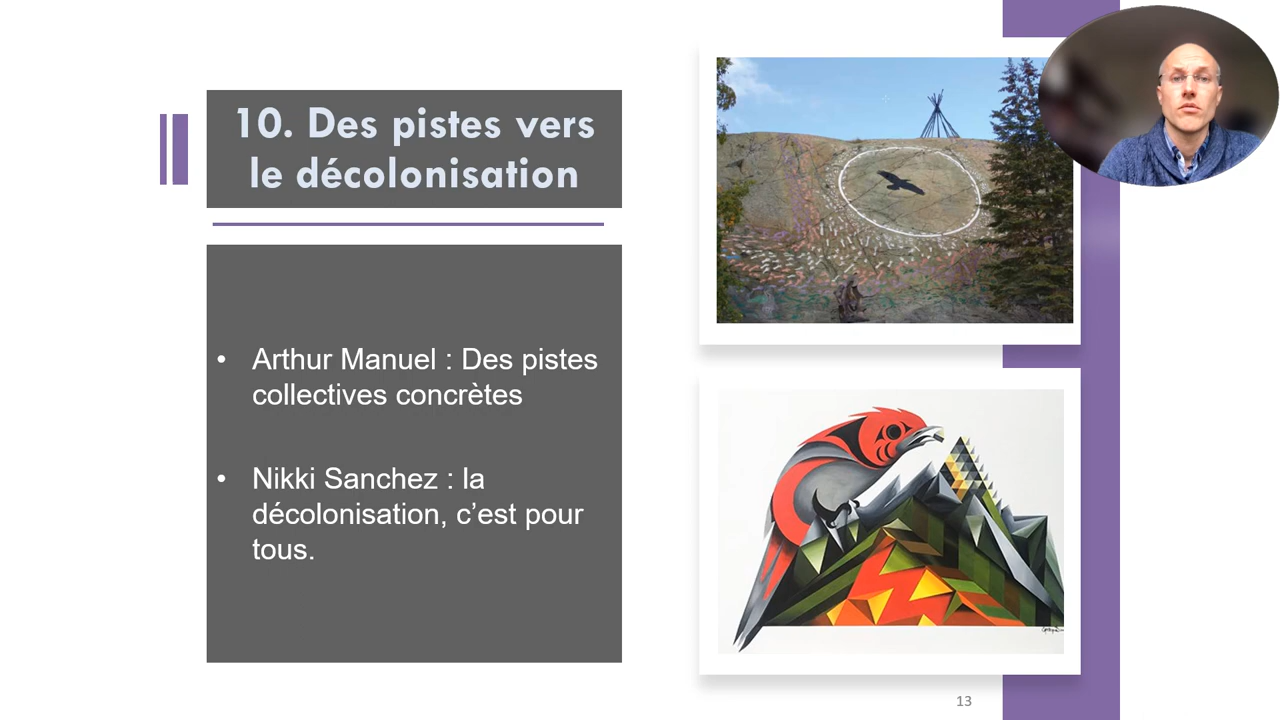 10. Des pistes vers
le décolonisation
• Arthur Manuel : Des pistes
collectives concrètes
• Nikki Sanchez : la
décolonisation, c’est pour
tous.
13